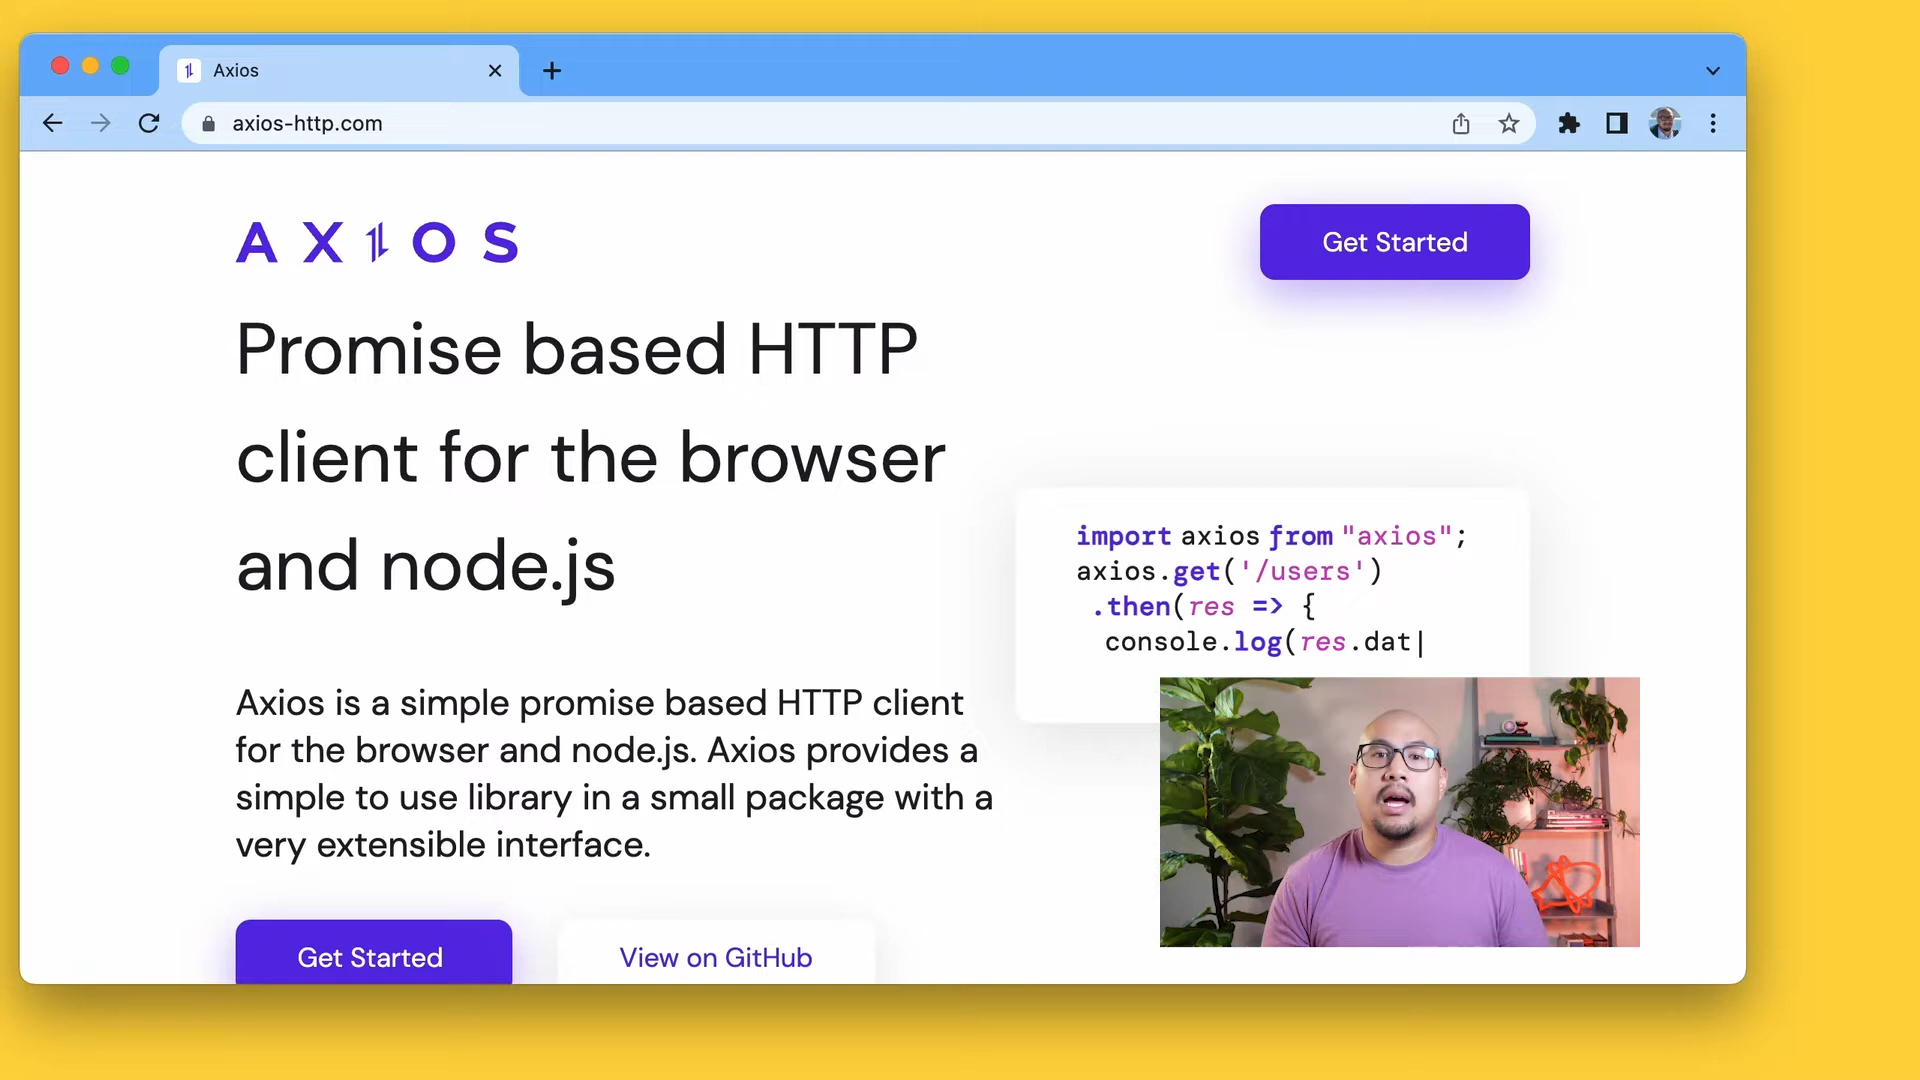 Axios
axios-http.com
AXIOS
Get Started
Promise based HTTP
client for the browser
and node.js
import axios from "axios";
axios.get('/users')
.then(res => {
console.log(res.dat|
Axios is a simple promise based HTTP client
for the browser and node.js. Axios provides a
simple to use library in a small package with a
very extensible interface.
Get Started
View on GitHub